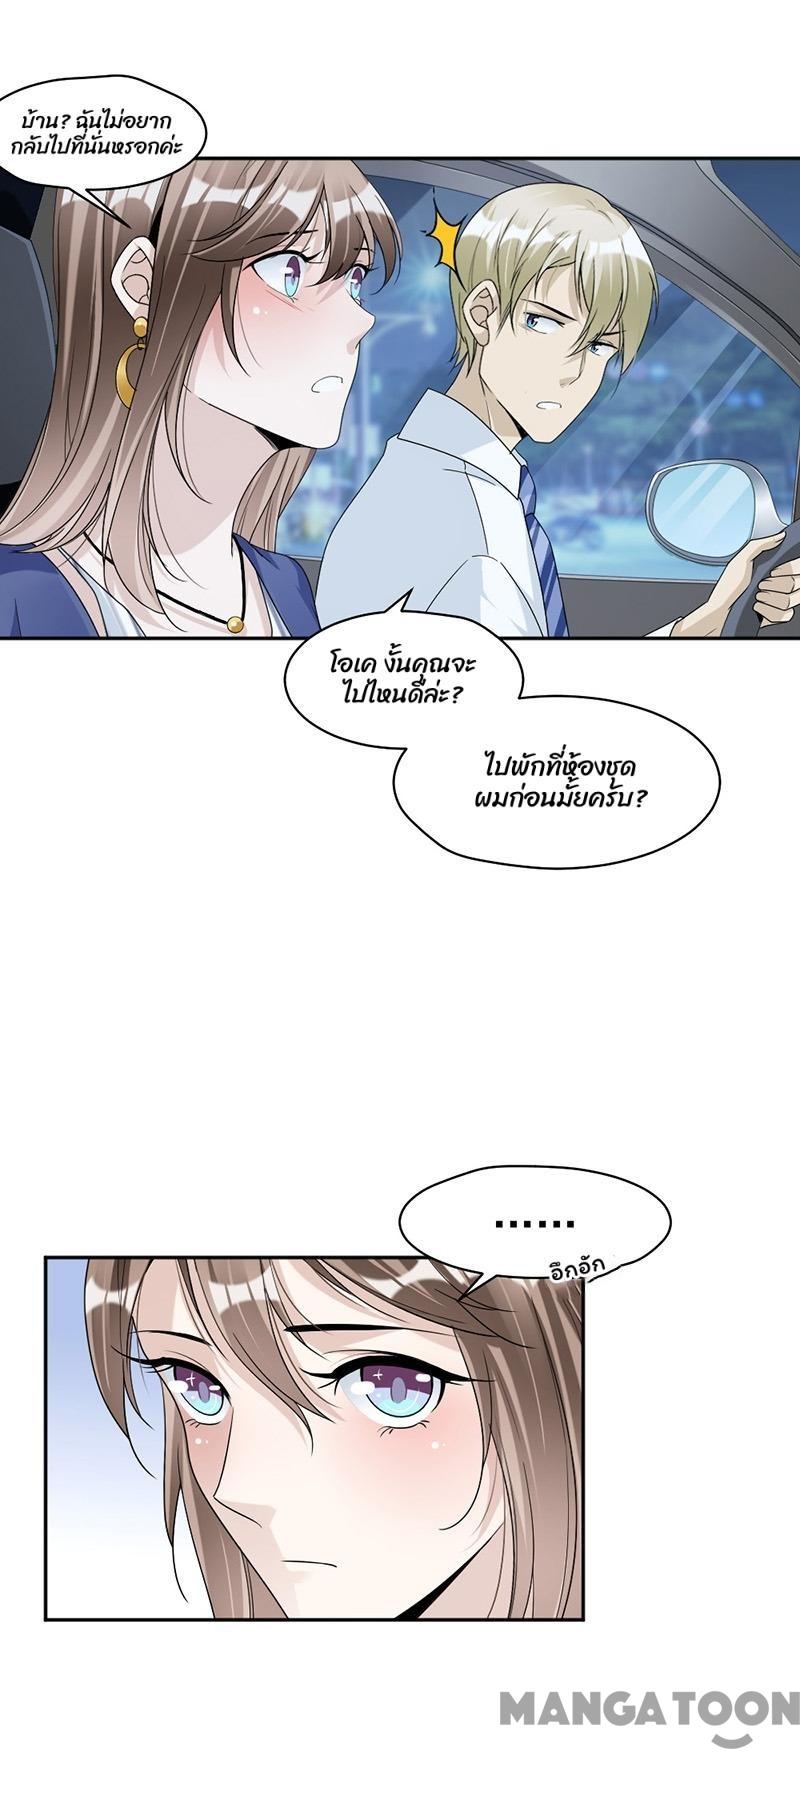 บ้าน? ฉันไม่อยาก
กลับไปที่นั่นหรอกค่ะ
โอเค งั้นคุณจะ
ไปไหนดีล่ะ?
ไปพักที่ห้องชุด
ผมก่อนมั้ยครับ?
......
อึกอัก
MANGATOON